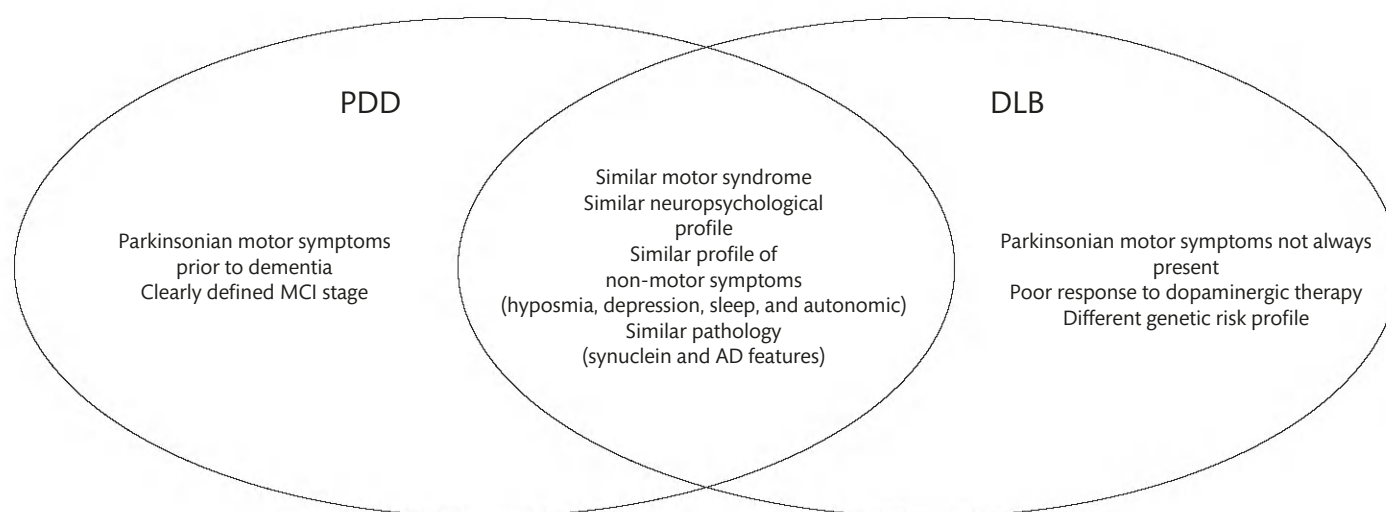 PDD
DLB
Parkinsonian motor symptoms
prior to dementia
Clearly defined MCI stage
Similar motor syndrome
Similar neuropsychological
profile
Similar profile of
non-motor symptoms
(hyposmia, depression, sleep, and autonomic)
Similar pathology
(synuclein and AD features)
Parkinsonian motor symptoms not always
present
Poor response to dopaminergic therapy
Different genetic risk profile